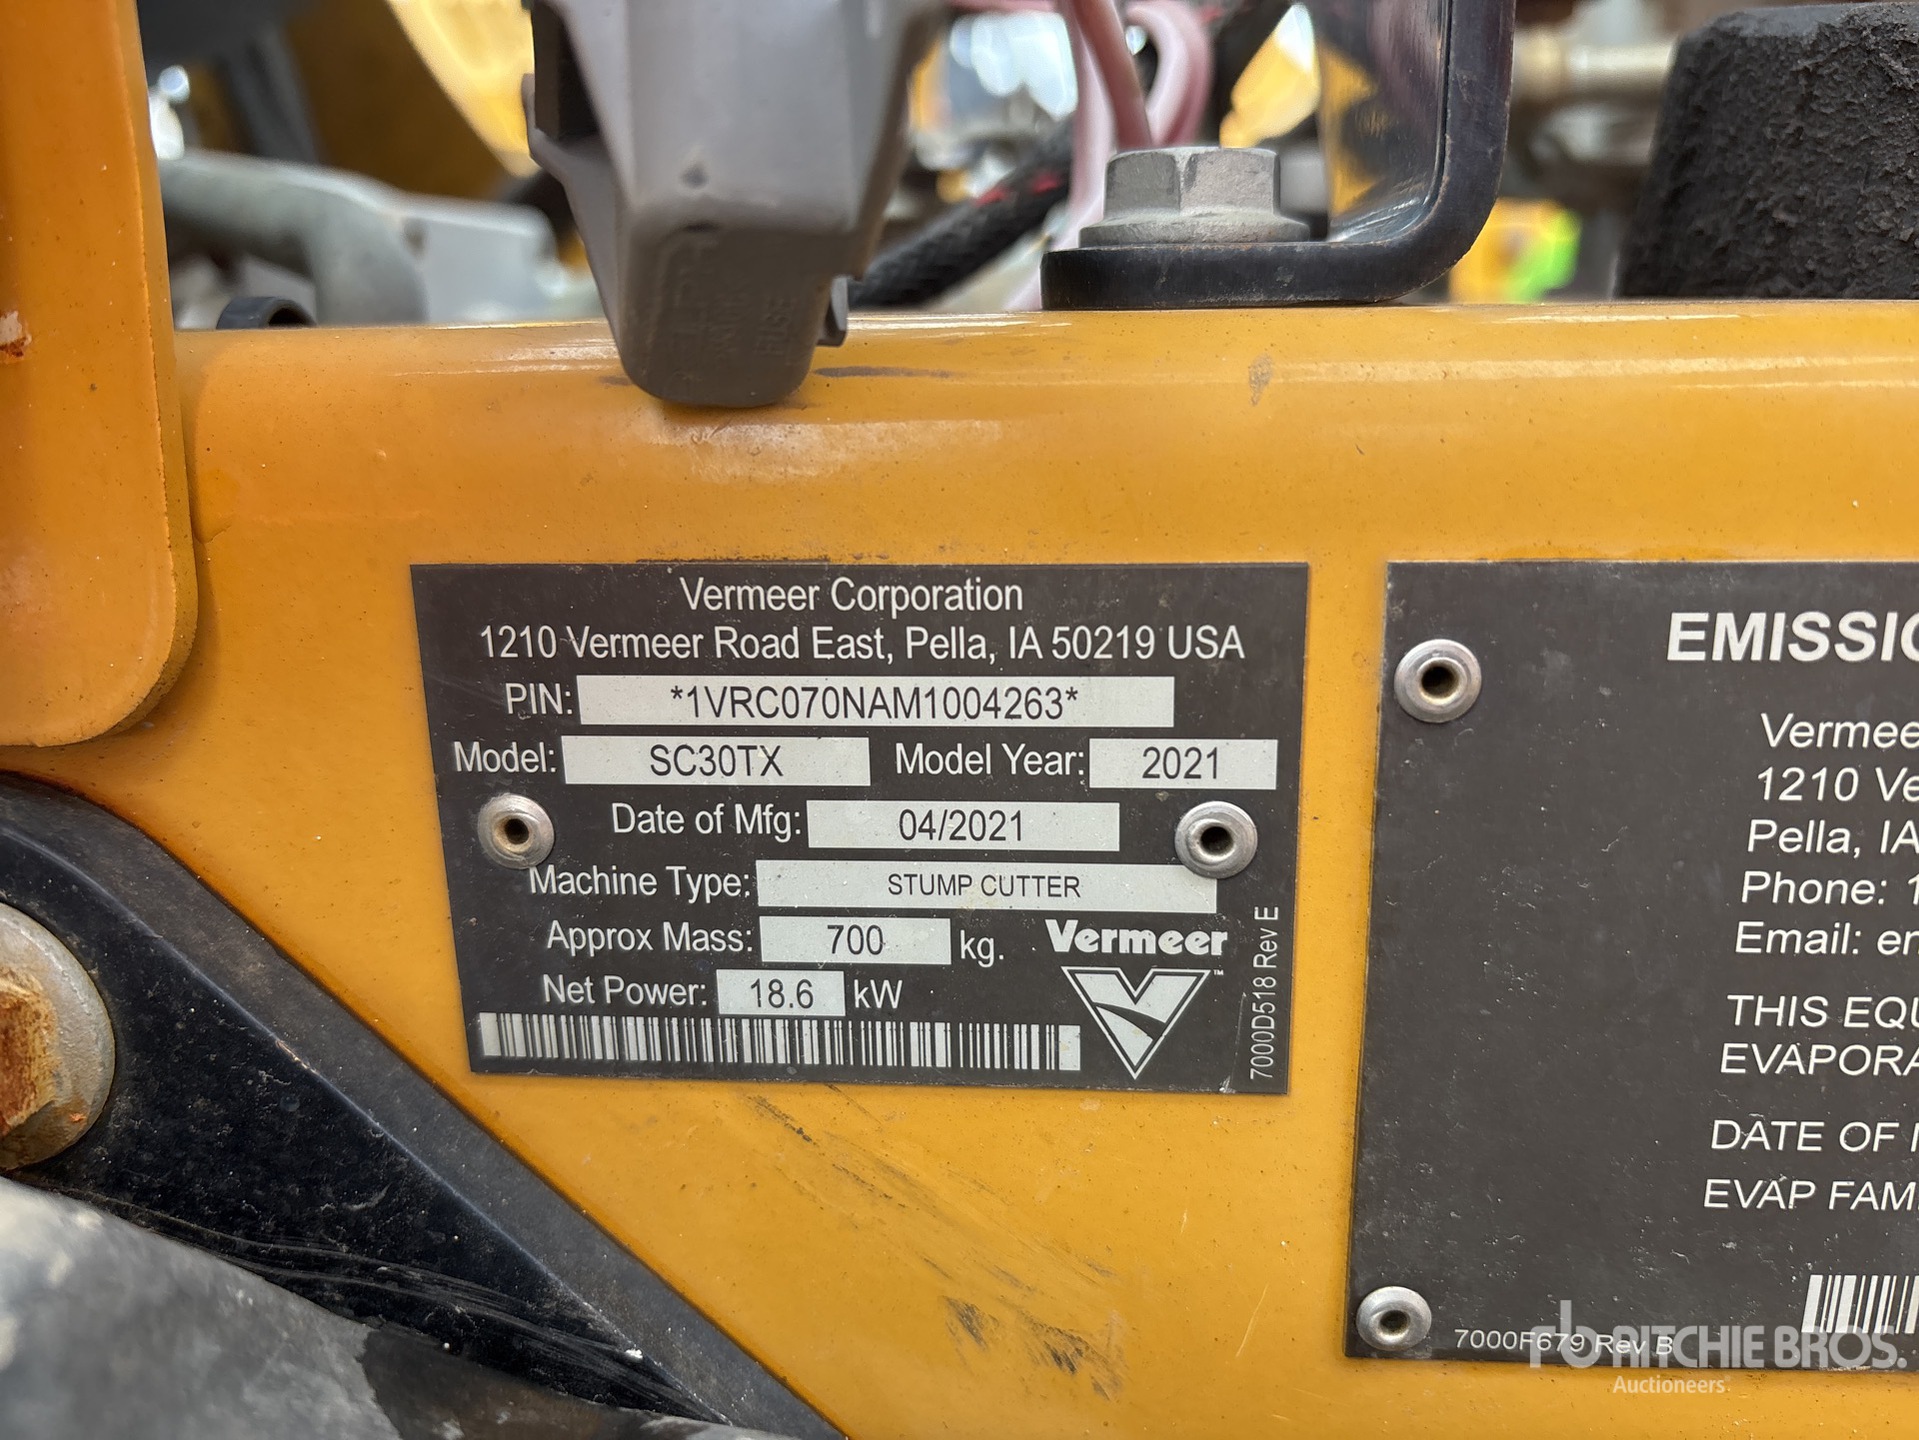 Vermeer Corporation
1210 Vermeer Road East, Pella, IA 50219 USA
PIN: *1VRC070NAM1004263*
Model: SC30TX Model Year: 2021
Date of Mfg: 04/2021
Machine Type: STUMP CUTTER
Approx Mass: 700 kg.
Net Power: 18.6 kW
Vermeer
™
7000D518 Rev E
EMISSIO
Vermee
1210 Ve
Pella, IA
Phone: 1
Email: en
THIS EQU
EVAPORA
DATE OF
EVAP FAM
7000F679 Rev B
rb RITCHIE BROS.
Auctioneers